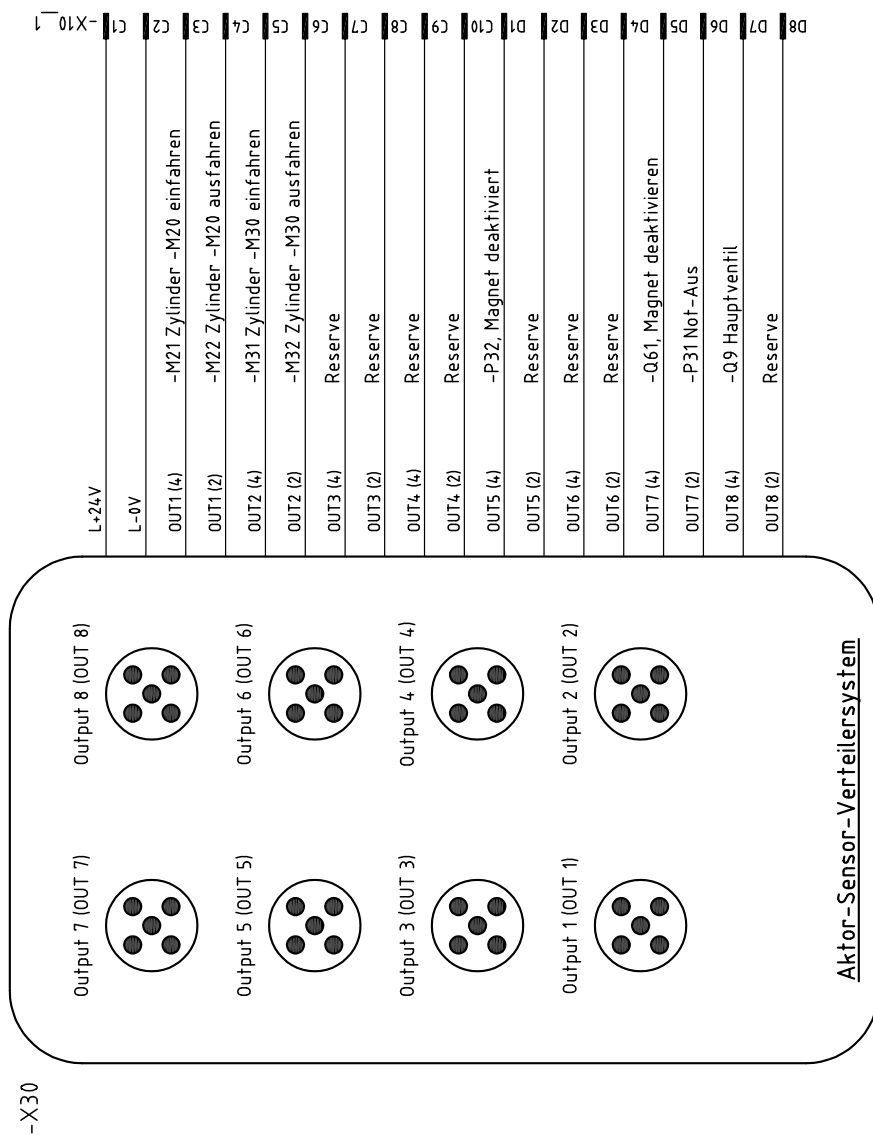 -X10_1
C1
C2
C3
C4
C5
C6
C7
C8
C9
C10
D1
D2
D3
D4
D5
D6
D7
D8
L+24V
L-0V
OUT1 (4) -M21 Zylinder -M20 einfahren
OUT1 (2) -M22 Zylinder -M20 ausfahren
OUT2 (4) -M31 Zylinder -M30 einfahren
OUT2 (2) -M32 Zylinder -M30 ausfahren
OUT3 (4) Reserve
OUT3 (2) Reserve
OUT4 (4) Reserve
OUT4 (2) Reserve
OUT5 (4) -P32, Magnet deaktiviert
OUT5 (2) Reserve
OUT6 (4) Reserve
OUT6 (2) Reserve
OUT7 (4) -Q61, Magnet deaktivieren
OUT7 (2) -P31 Not-Aus
OUT8 (4) -Q9 Hauptventil
OUT8 (2) Reserve
-X30
Output 7 (OUT 7)
Output 8 (OUT 8)
Output 5 (OUT 5)
Output 6 (OUT 6)
Output 3 (OUT 3)
Output 4 (OUT 4)
Output 1 (OUT 1)
Output 2 (OUT 2)
Aktor-Sensor-Verteilersystem